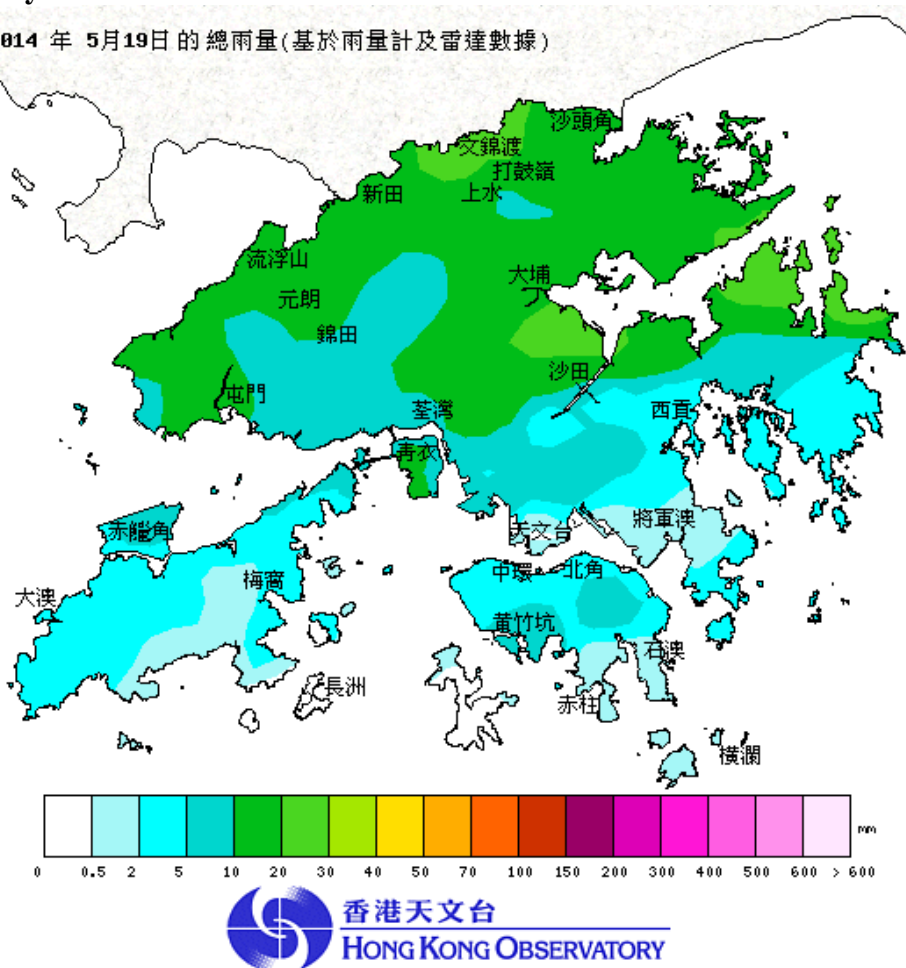 014 年 5月19日 的 總雨量(基於雨量計及雷達數據)
沙頭角
文錦渡
打鼓嶺
新田
上水
流浮山
大埔
元朗
錦田
沙田
屯門
荃灣
西貢
青衣
赤鱲角
天文台
將軍澳
中環
北角
梅窩
大澳
黃竹坑
石澳
長洲
赤柱
橫瀾
mm
0 0.5 2 5 10 20 30 40 50 70 100 150 200 300 400 500 600 > 600
香港天文台
HONG KONG OBSERVATORY